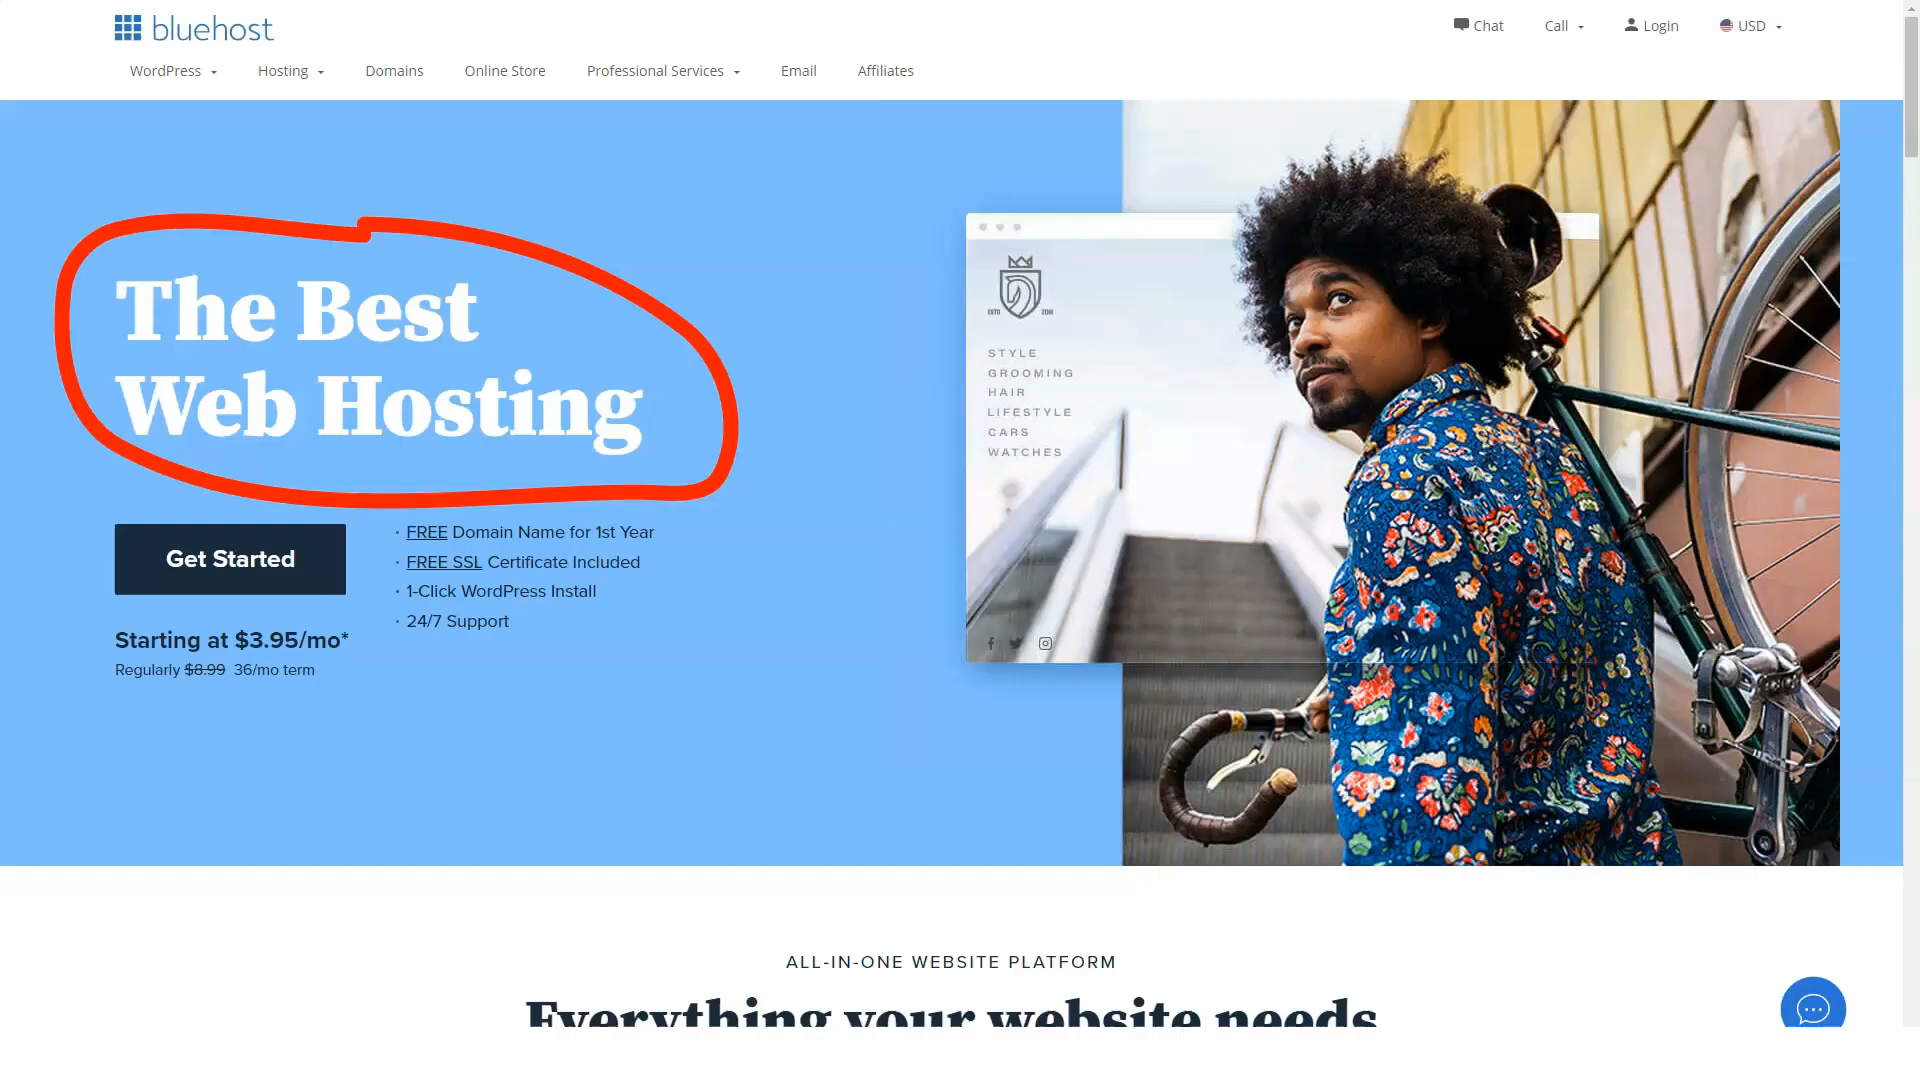 bluehost
Chat
Call
Login
USD
WordPress
Hosting
Domains
Online Store
Professional Services
Email
Affiliates
The Best
Web Hosting
Get Started
Starting at $3.95/mo*
Regularly $8.99 36/mo term
· FREE Domain Name for 1st Year
· FREE SSL Certificate Included
· 1-Click WordPress Install
· 24/7 Support
ESTD 2018
STYLE
GROOMING
HAIR
LIFESTYLE
CARS
WATCHES
ALL-IN-ONE WEBSITE PLATFORM
Everything your website needs